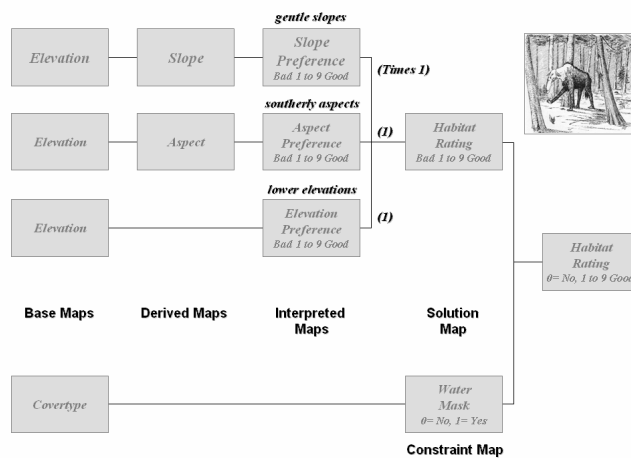 gentle slopes
Elevation
Slope
Slope
Preference
Bad 1 to 9 Good
(Times 1)
southerly aspects
Elevation
Aspect
Aspect
Preference
Bad 1 to 9 Good
(1)
Habitat
Rating
Bad 1 to 9 Good
lower elevations
Elevation
Elevation
Preference
Bad 1 to 9 Good
(1)
Habitat
Rating
0= No, 1 to 9 Good
Base Maps
Derived Maps
Interpreted
Maps
Solution
Map
Covertype
Water
Mask
0= No, 1= Yes
Constraint Map